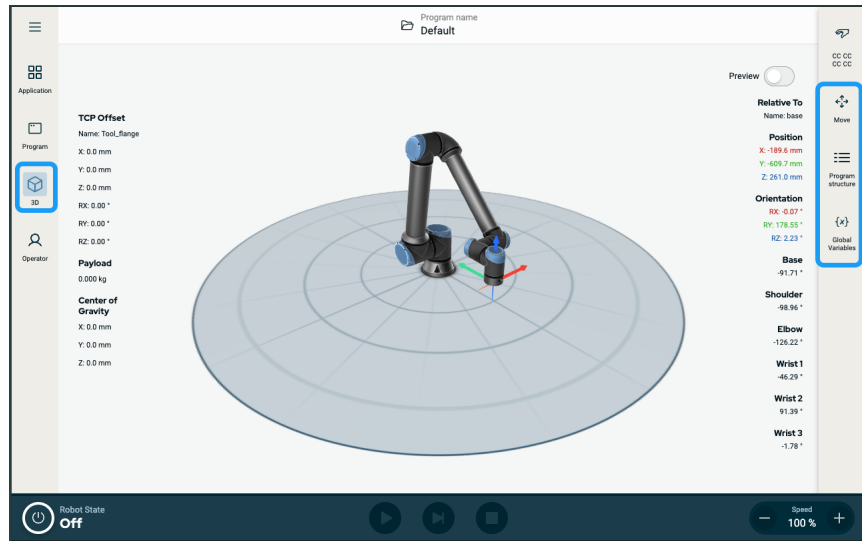 Program name
Default
Application
Program
3D
Operator
TCP Offset
Name: Tool_flange
X: 0.0 mm
Y: 0.0 mm
Z: 0.0 mm
RX: 0.00 °
RY: 0.00 °
RZ: 0.00 °
Payload
0.000 kg
Center of
Gravity
X: 0.0 mm
Y: 0.0 mm
Z: 0.0 mm
Preview
Relative To
Name: base
Position
X: -189.6 mm
Y: -609.7 mm
Z: 261.0 mm
Orientation
RX: -0.07 °
RY: 178.55 °
RZ: 2.23 °
Base
-91.71 °
Shoulder
-98.96 °
Elbow
-126.22 °
Wrist 1
-46.29 °
Wrist 2
91.39 °
Wrist 3
-1.78 °
CC CC
CC CC
Move
Program
structure
{x}
Global
Variables
Robot State
Off
Speed
100 %